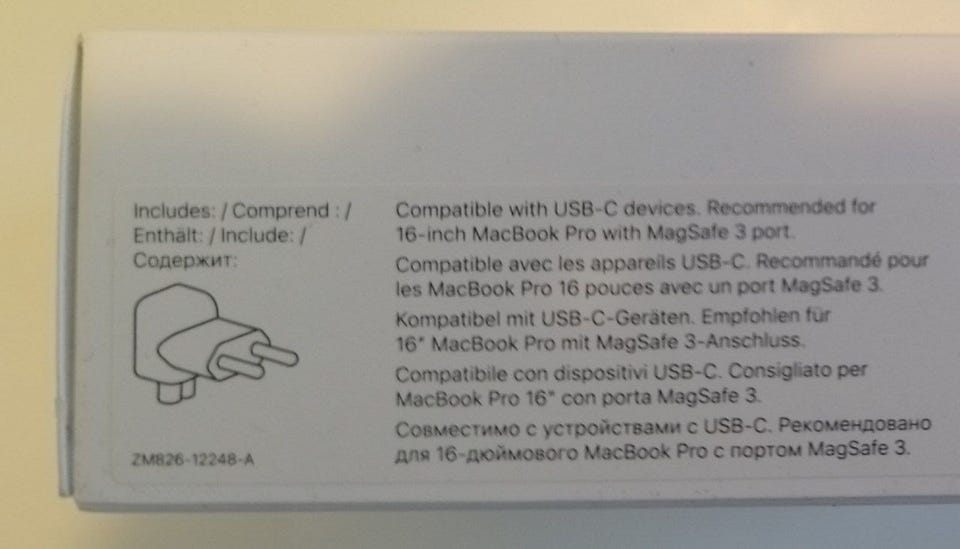 Includes: / Comprend : /
Enthält: / Include: /
Содержит:
ZM826-12248-A
Compatible with USB-C devices. Recommended for
16-inch MacBook Pro with MagSafe 3 port.
Compatible avec les appareils USB-C. Recommandé pour
les MacBook Pro 16 pouces avec un port MagSafe 3.
Kompatibel mit USB-C-Geräten. Empfohlen für
16" MacBook Pro mit MagSafe 3-Anschluss.
Compatibile con dispositivi USB-C. Consigliato per
MacBook Pro 16" con porta MagSafe 3.
Совместимо с устройствами с USB-C. Рекомендовано
для 16-дюймового MacBook Pro с портом MagSafe 3.